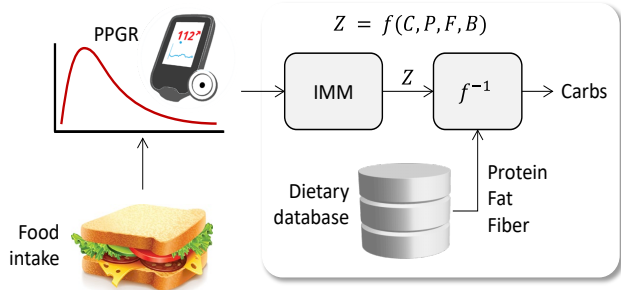 PPGR
112↗
Z = f(C, P, F, B)
IMM
Z
f⁻¹
Carbs
Dietary
database
Protein
Fat
Fiber
Food
intake